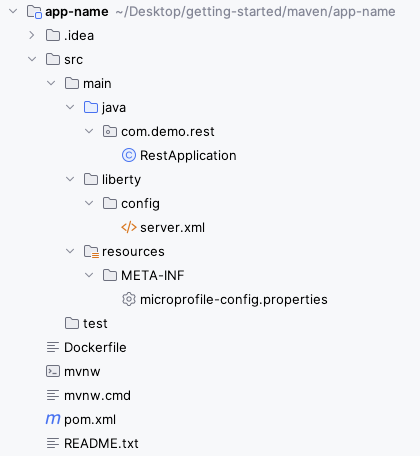 app-name ~/Desktop/getting-started/maven/app-name
.idea
src
main
java
com.demo.rest
RestApplication
liberty
config
server.xml
resources
META-INF
microprofile-config.properties
test
Dockerfile
mvnw
mvnw.cmd
pom.xml
README.txt